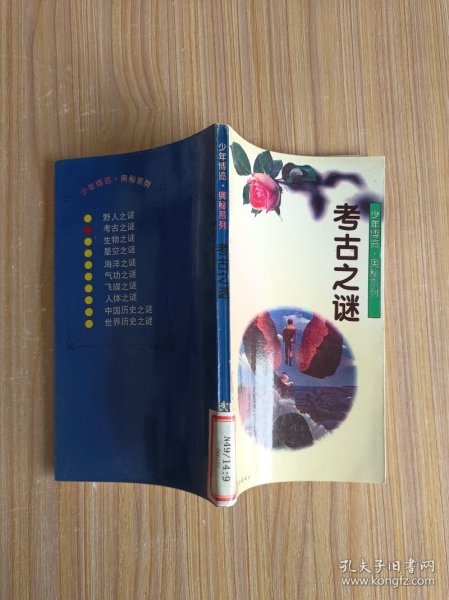 少年博览·奥秘系列
野人之谜
考古之谜
生物之谜
星空之谜
海洋之谜
气功之谜
飞碟之谜
人体之谜
中国历史之谜
世界历史之谜
少年博览·奥秘系列
考古之谜
N49/14:9
少年博览·奥秘系列
考古之谜
孔夫子旧书网
www.kongfz.com